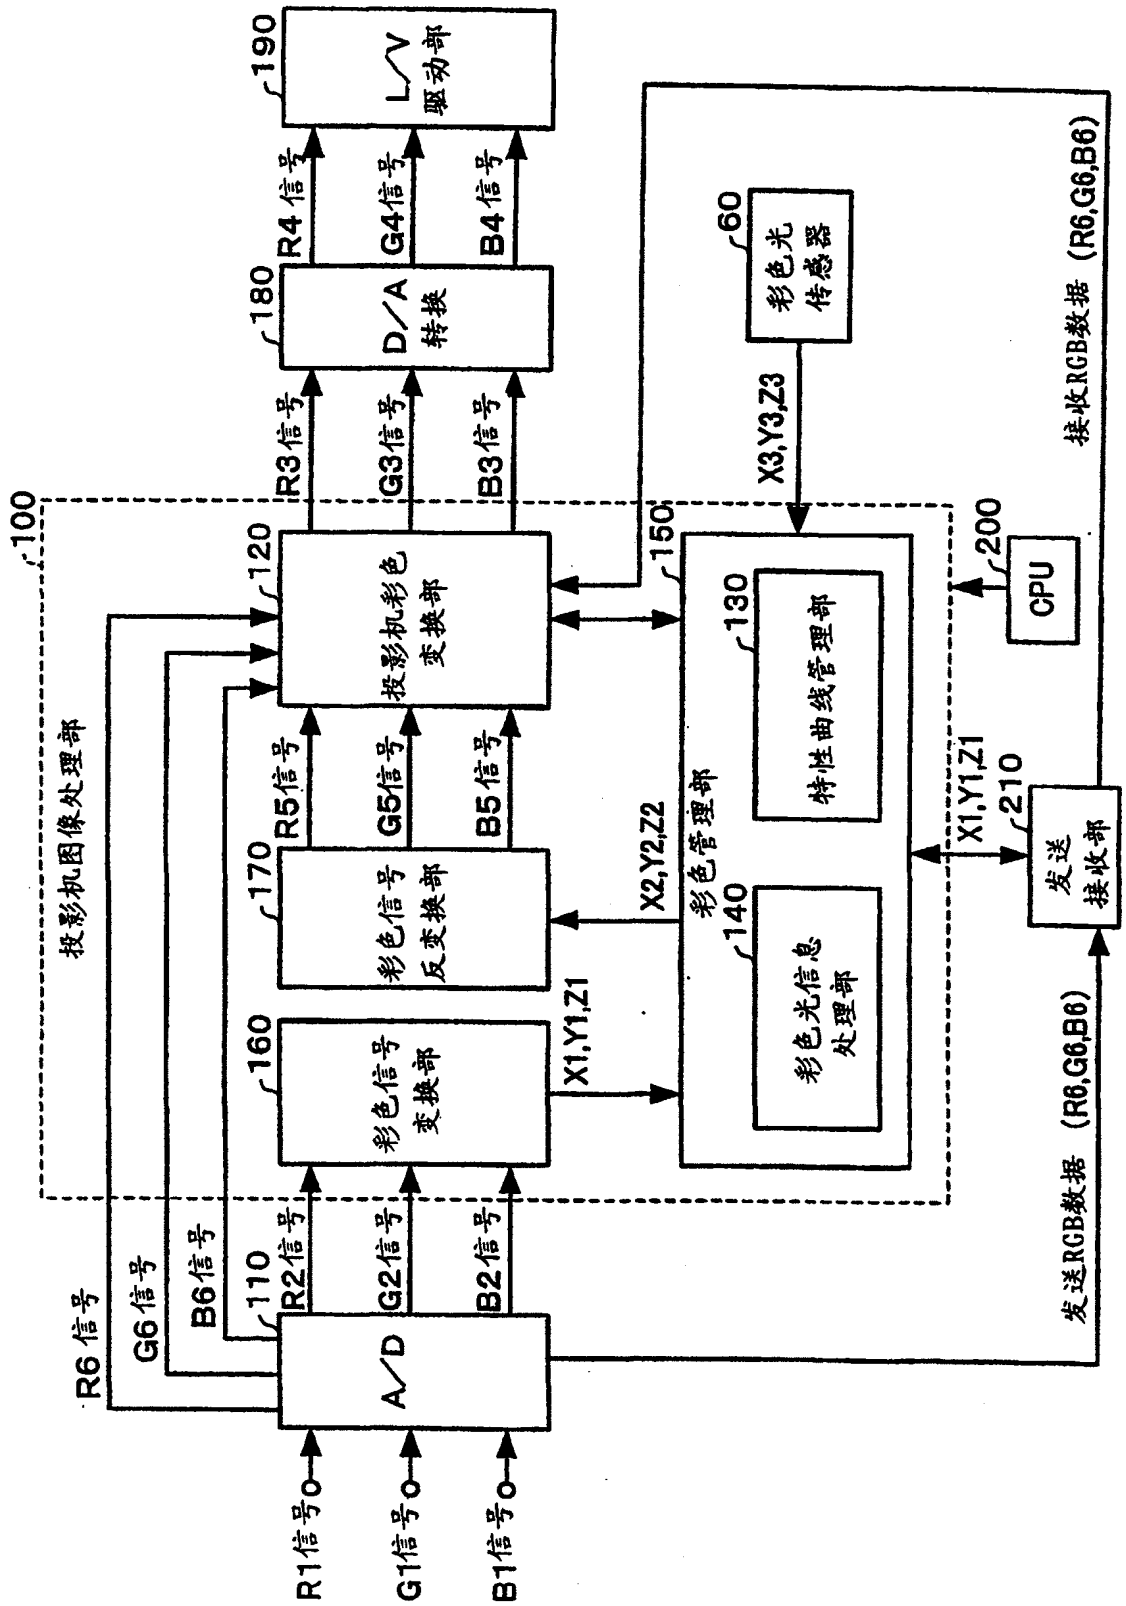 100
投影机图像处理部
R6 信号
G6 信号
B6 信号
R1信号
G1信号
B1信号
110
A/D
R2信号
G2信号
B2信号
160
彩色信号
变换部
170
彩色信号
反变换部
R5信号
G5信号
B5信号
120
投影机彩色
变换部
R3信号
G3信号
B3信号
180
D/A
转换
R4信号
G4信号
B4信号
190
L/V
驱动部
X1,Y1,Z1
X2,Y2,Z2
彩色管理部
150
140
彩色光信息
处理部
130
特性曲线管理部
X3,Y3,Z3
60
彩色光
传感器
200
CPU
X1,Y1,Z1
210
发送
接收部
发送RGB数据 (R6,G6,B6)
接收RGB数据 (R6,G6,B6)